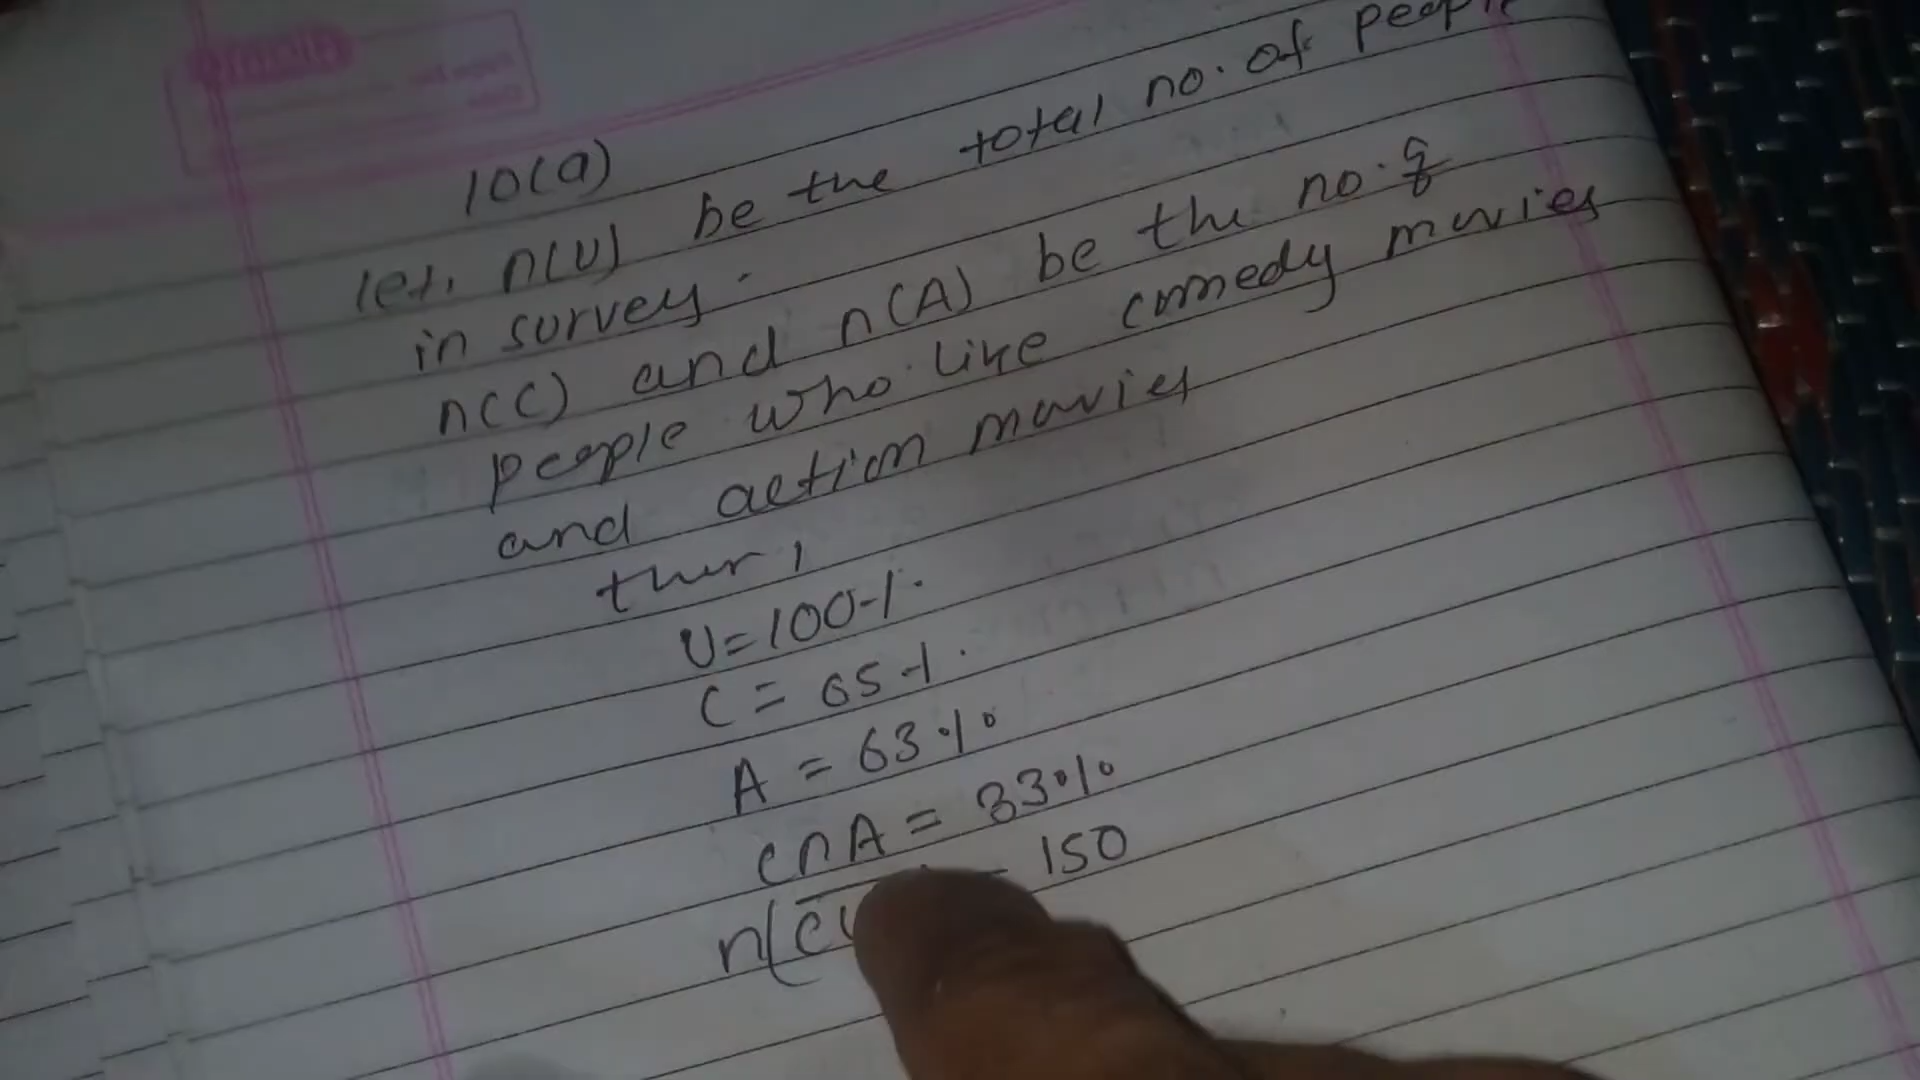 10(a)
let, n(U) be the total no. of
in survey.
n(C) and n(A) be the no. of
people who like comedy movies
and action movies
then,
U=100%.
C = 65%.
A = 63%
C∩A = 33%
150